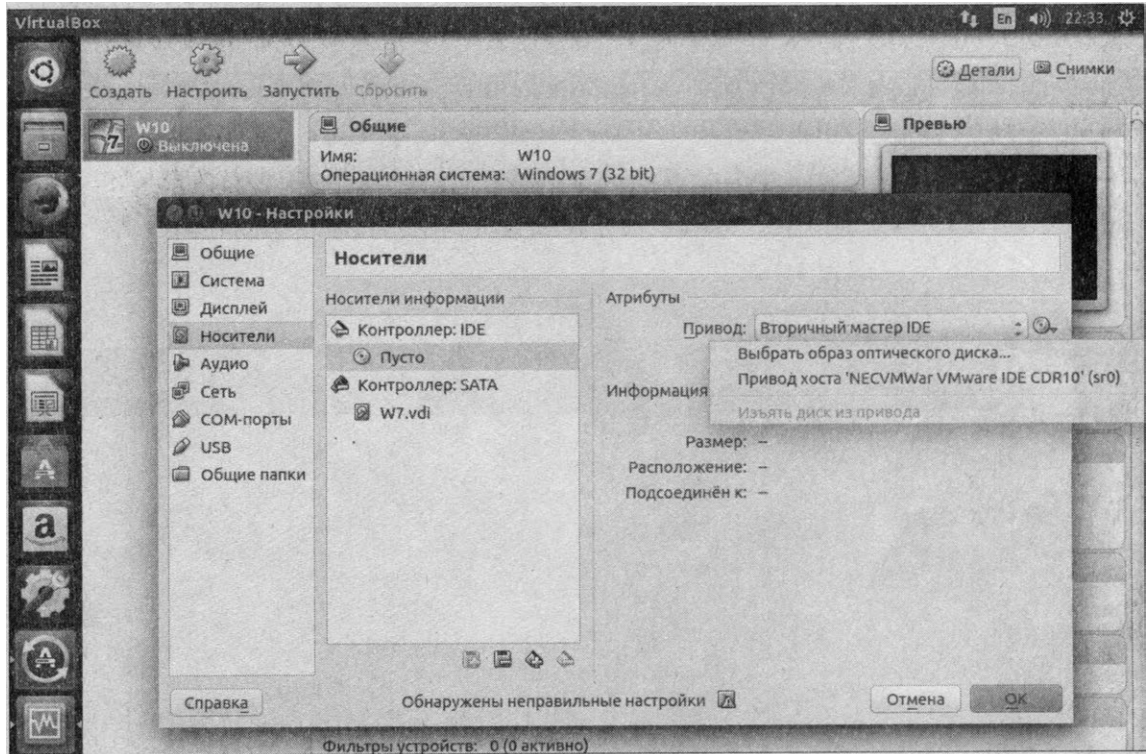 VirtualBox
En 22:33
Создать Настроить Запустить Сбросить
Детали Снимки
W10
Выключена
Общие
Имя: W10
Операционная система: Windows 7 (32 bit)
Превью
W10 - Настройки
Общие
Система
Дисплей
Носители
Аудио
Сеть
COM-порты
USB
Общие папки
Носители
Носители информации
Контроллер: IDE
Пусто
Контроллер: SATA
W7.vdi
Атрибуты
Привод: Вторичный мастер IDE
Выбрать образ оптического диска...
Привод хоста 'NECVMWar VMware IDE CDR10' (sr0)
Изъять диск из привода
Информация
Размер: --
Расположение: --
Подсоединён к: --
Справка
Обнаружены неправильные настройки
Отмена
OK
Фильтры устройств: 0 (0 активно)